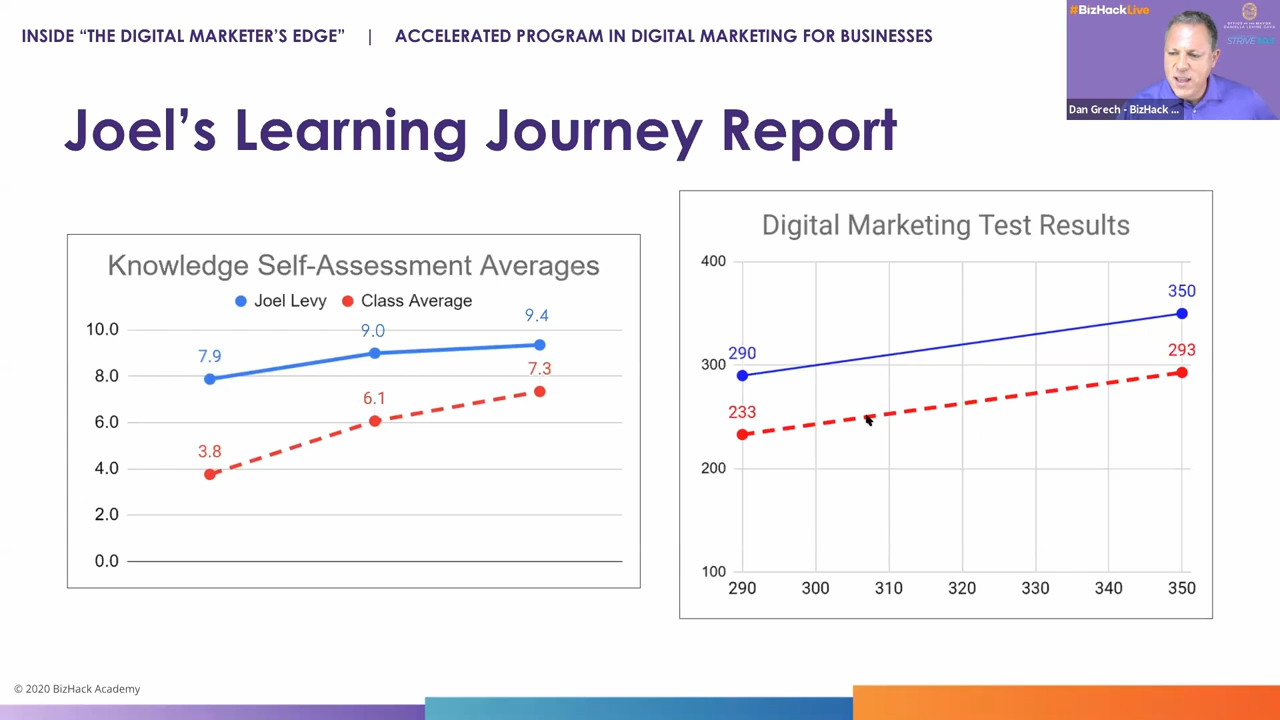 INSIDE “THE DIGITAL MARKETER’S EDGE” | ACCELERATED PROGRAM IN DIGITAL MARKETING FOR BUSINESSES
#BizHackLive
Dan Grech - BizHack ...
Joel’s Learning Journey Report
Knowledge Self-Assessment Averages
Joel Levy Class Average
10.0
8.0
6.0
4.0
2.0
0.0
7.9
9.0
9.4
3.8
6.1
7.3
Digital Marketing Test Results
400
300
200
100
290
350
233
293
290 300 310 320 330 340 350
© 2020 BizHack Academy